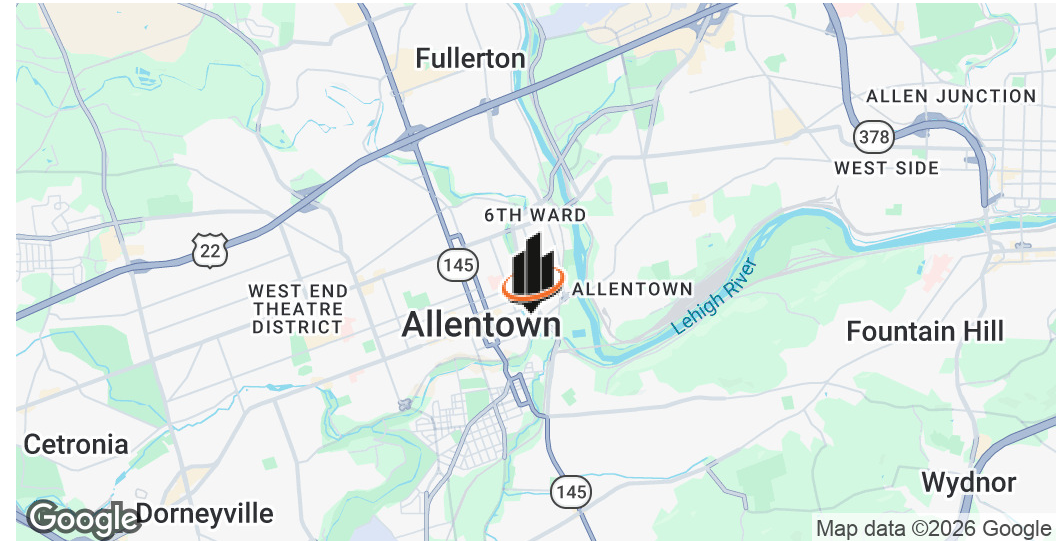 Fullerton
ALLEN JUNCTION
378
WEST SIDE
6TH WARD
22
145
WEST END
THEATRE
DISTRICT
ALLENTOWN
Lehigh River
Allentown
Fountain Hill
Cetronia
Wydnor
145
Google
Dorneyville
Map data ©2026 Google